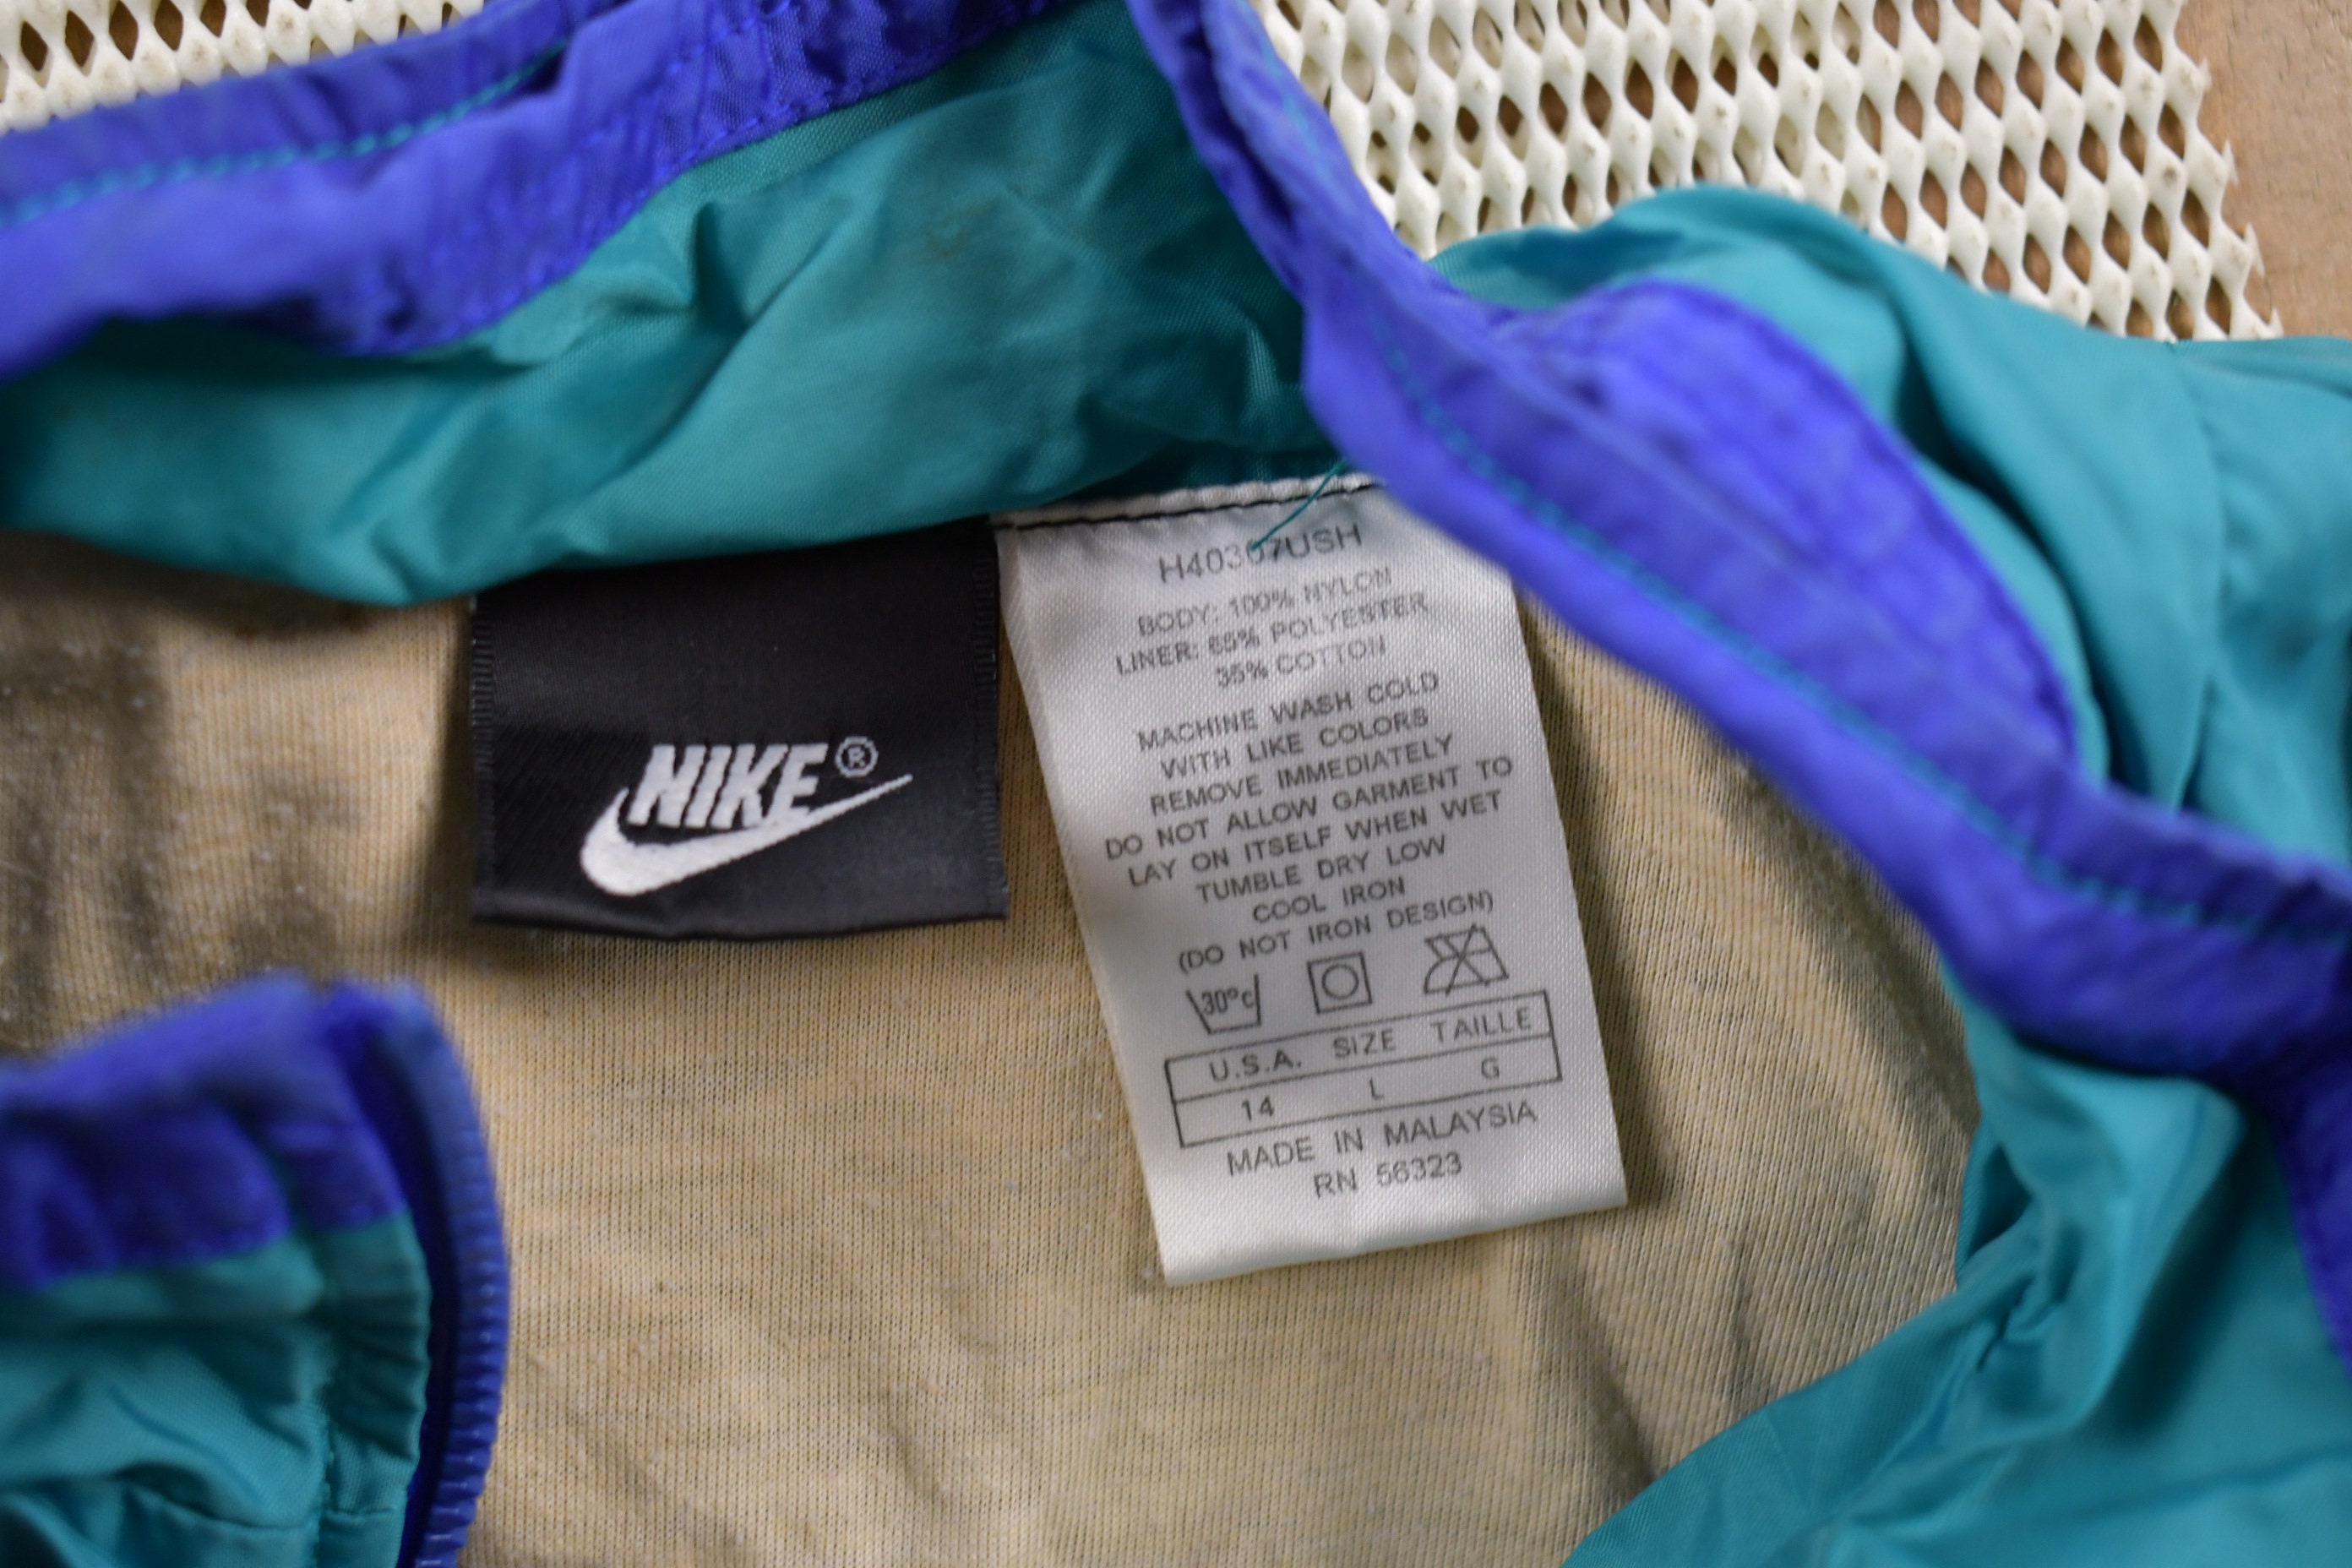 NIKE®
H40307USH
BODY: 100% NYLON
LINER: 65% POLYESTER
35% COTTON
MACHINE WASH COLD
WITH LIKE COLORS
REMOVE IMMEDIATELY
DO NOT ALLOW GARMENT TO
LAY ON ITSELF WHEN WET
TUMBLE DRY LOW
COOL IRON
(DO NOT IRON DESIGN)
30°C
U.S.A. SIZE TAILLE
14 L G
MADE IN MALAYSIA
RN 56323